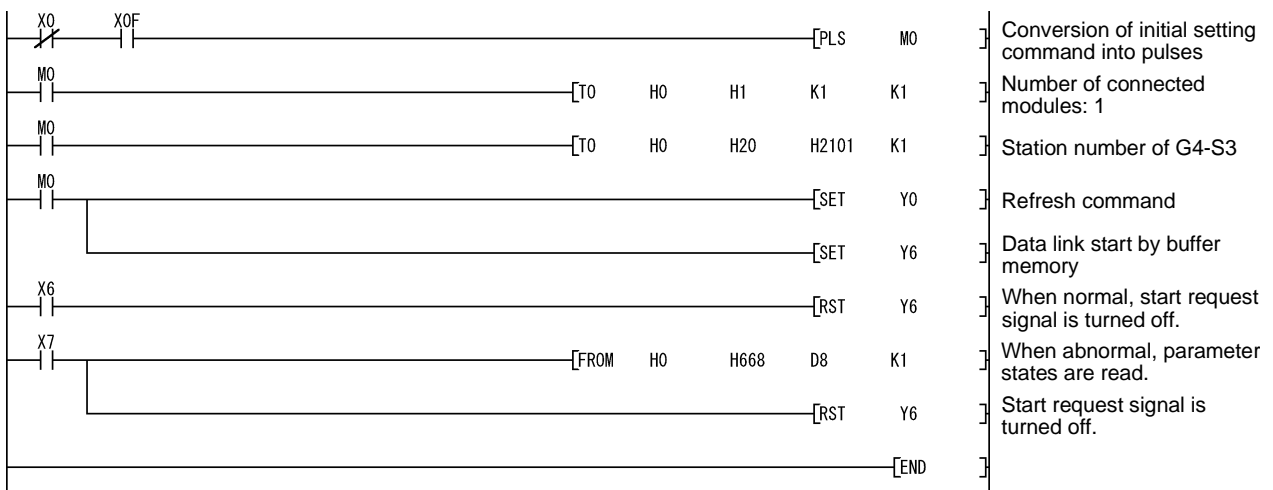 X0 X0F
[PLS M0 ] Conversion of initial setting
command into pulses
M0
[TO H0 H1 K1 K1 ] Number of connected
modules: 1
M0
[TO H0 H20 H2101 K1 ] Station number of G4-S3
M0
[SET Y0 ] Refresh command
[SET Y6 ] Data link start by buffer
memory
X6
[RST Y6 ] When normal, start request
signal is turned off.
X7
[FROM H0 H668 D8 K1 ] When abnormal, parameter
states are read.
[RST Y6 ] Start request signal is
turned off.
[END ]